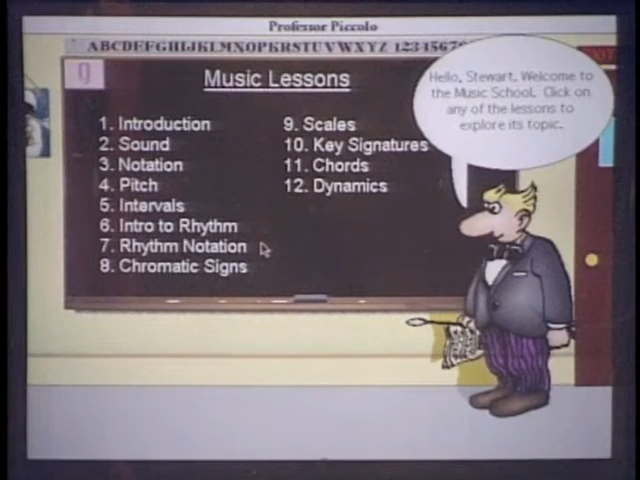 Professor Piccolo
ABCDEFGHIJKLMNOPQRSTUVWXYZ 1234567
Music Lessons
1. Introduction
2. Sound
3. Notation
4. Pitch
5. Intervals
6. Intro to Rhythm
7. Rhythm Notation
8. Chromatic Signs
9. Scales
10. Key Signatures
11. Chords
12. Dynamics
Hello, Stewart. Welcome to
the Music School. Click on
any of the lessons to
explore its topic.